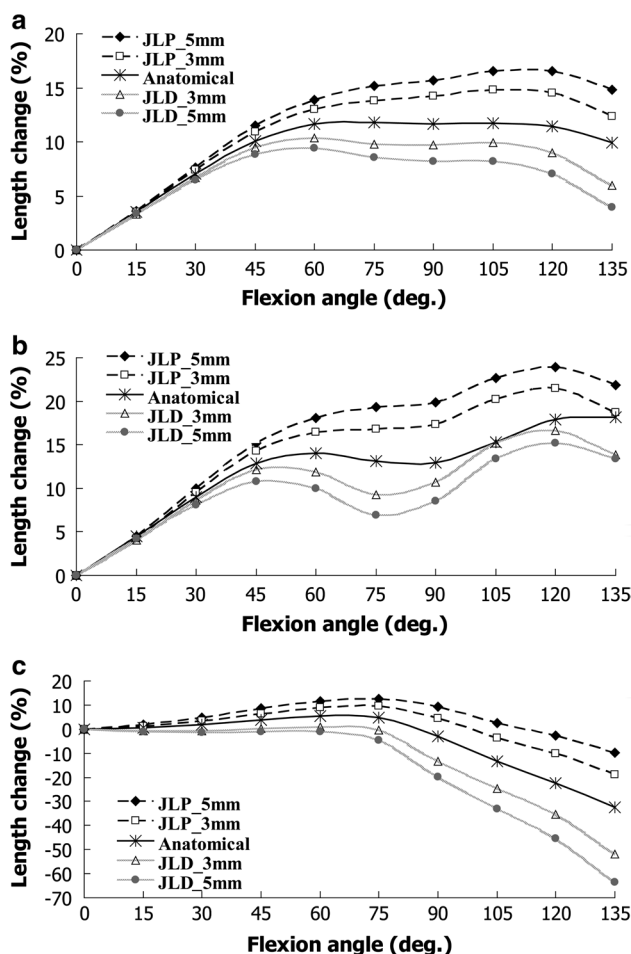 a
Length change (%)
20
15
10
5
0
JLP_5mm
JLP_3mm
Anatomical
JLD_3mm
JLD_5mm
0 15 30 45 60 75 90 105 120 135
Flexion angle (deg.)
b
Length change (%)
25
20
15
10
5
0
JLP_5mm
JLP_3mm
Anatomical
JLD_3mm
JLD_5mm
0 15 30 45 60 75 90 105 120 135
Flexion angle (deg.)
c
Length change (%)
20
10
0
-10
-20
-30
-40
-50
-60
-70
JLP_5mm
JLP_3mm
Anatomical
JLD_3mm
JLD_5mm
0 15 30 45 60 75 90 105 120 135
Flexion angle (deg.)